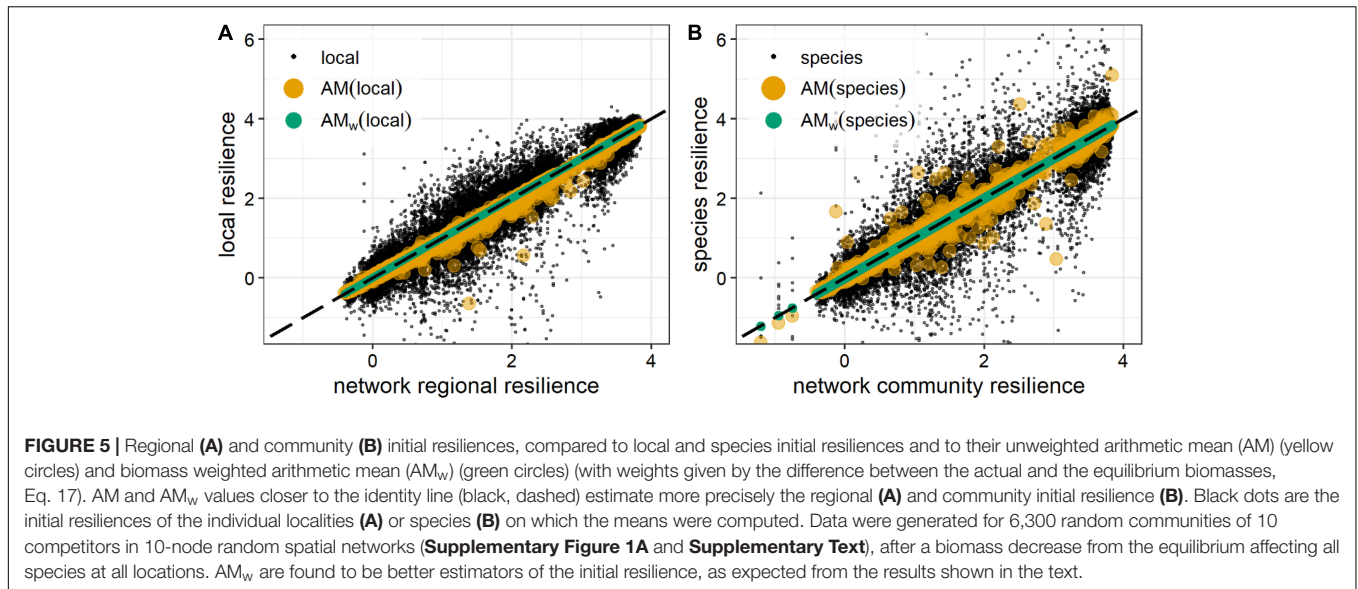 A
B
6
4
2
0
local
AM(local)
AMw(local)
local resilience
0
2
4
network regional resilience
6
4
2
0
species
AM(species)
AMw(species)
species resilience
0
2
4
network community resilience
FIGURE 5 | Regional (A) and community (B) initial resiliences, compared to local and species initial resiliences and to their unweighted arithmetic mean (AM) (yellow
circles) and biomass weighted arithmetic mean (AMw) (green circles) (with weights given by the difference between the actual and the equilibrium biomasses,
Eq. 17). AM and AMw values closer to the identity line (black, dashed) estimate more precisely the regional (A) and community initial resilience (B). Black dots are the
initial resiliences of the individual localities (A) or species (B) on which the means were computed. Data were generated for 6,300 random communities of 10
competitors in 10-node random spatial networks (Supplementary Figure 1A and Supplementary Text), after a biomass decrease from the equilibrium affecting all
species at all locations. AMw are found to be better estimators of the initial resilience, as expected from the results shown in the text.